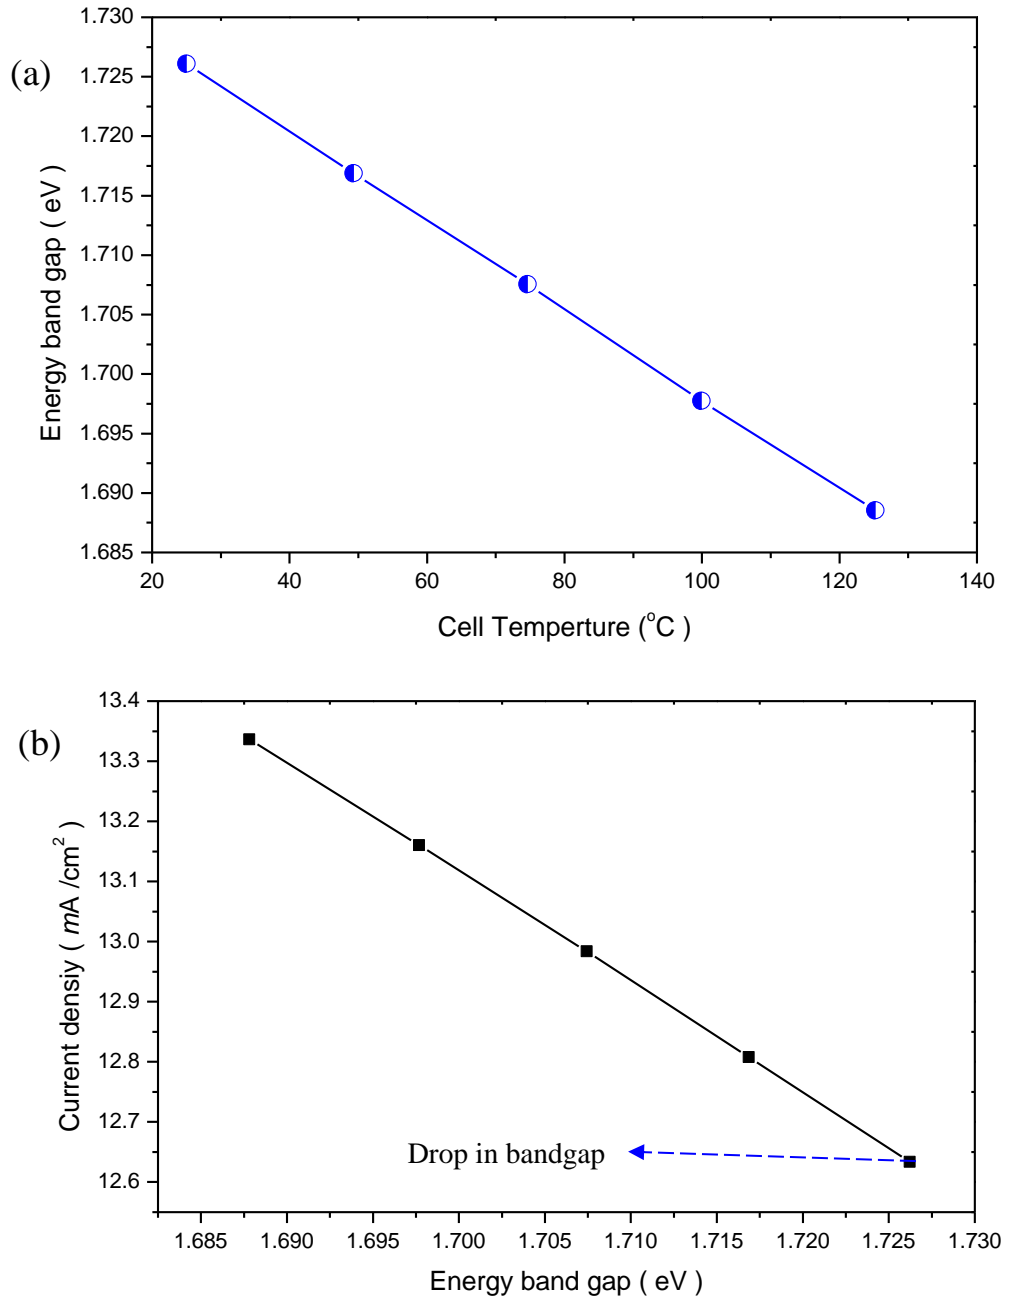 (a)
Energy band gap ( eV )
1.730
1.725
1.720
1.715
1.710
1.705
1.700
1.695
1.690
1.685
20 40 60 80 100 120 140
Cell Temperture (°C )
(b)
Current densiy ( mA /cm²)
13.4
13.3
13.2
13.1
13.0
12.9
12.8
12.7
12.6
Drop in bandgap
1.685 1.690 1.695 1.700 1.705 1.710 1.715 1.720 1.725 1.730
Energy band gap ( eV )